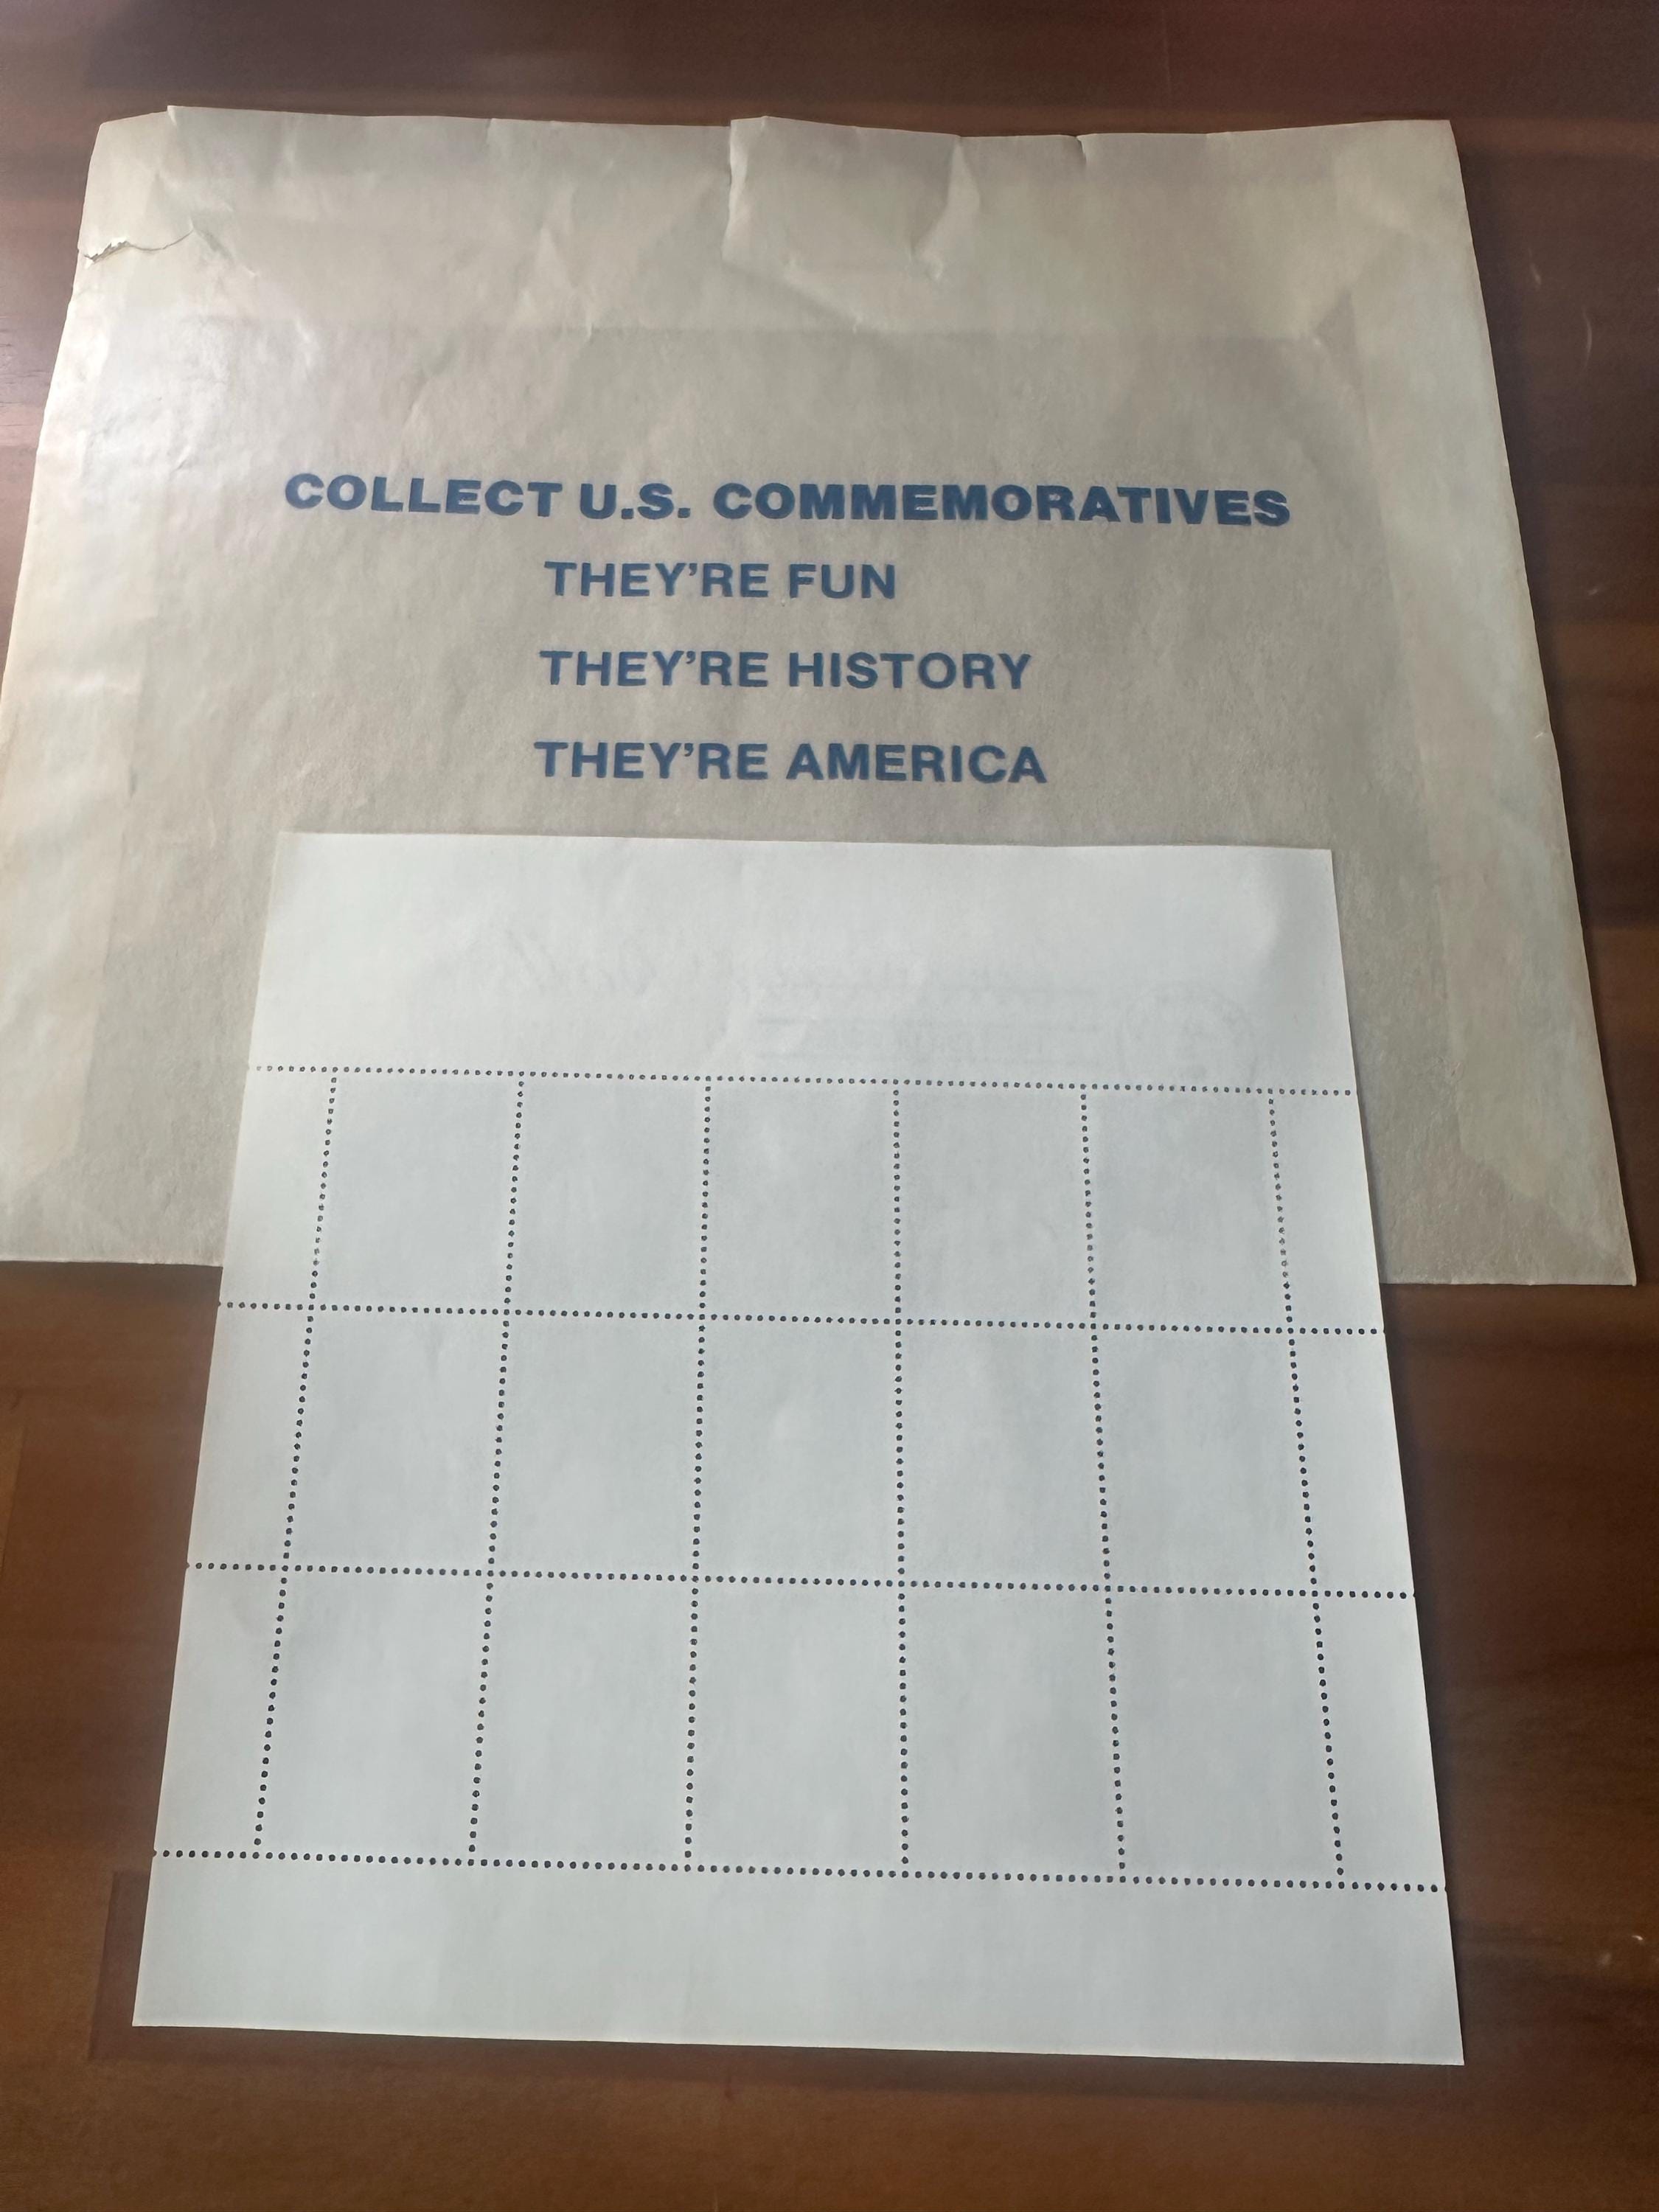 COLLECT U.S. COMMEMORATIVES
THEY'RE FUN
THEY'RE HISTORY
THEY'RE AMERICA